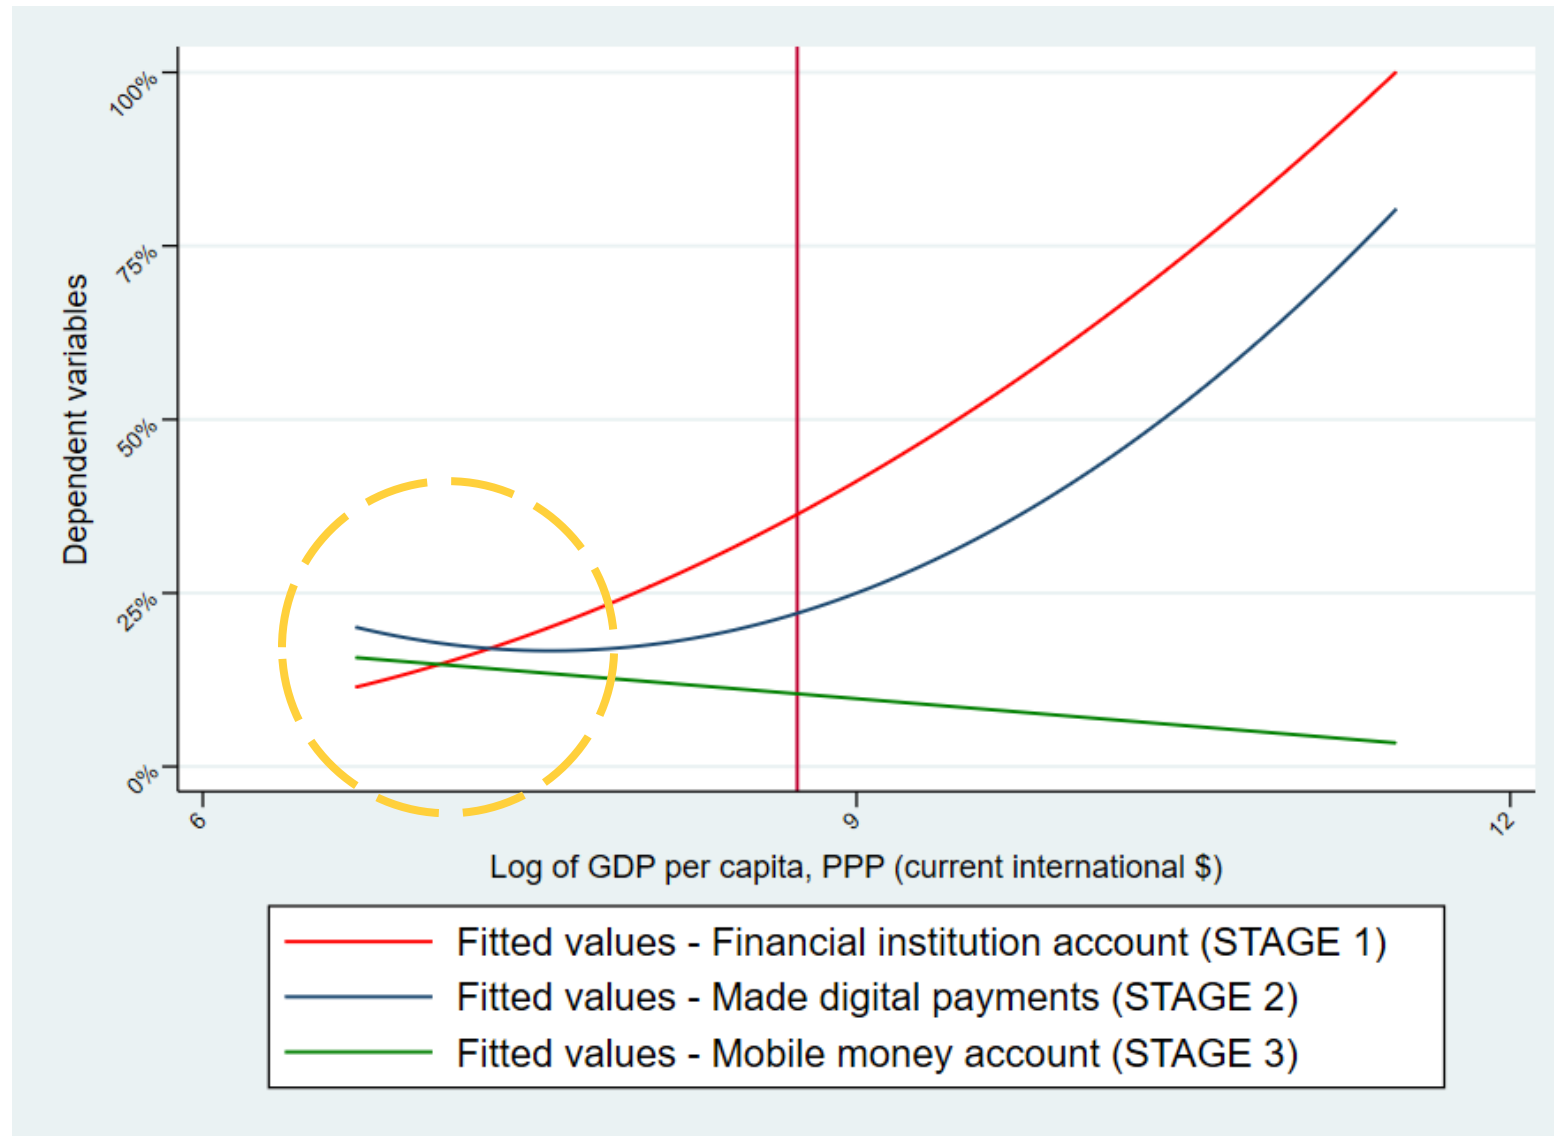 100%
75%
50%
25%
0%
Dependent variables
6
9
12
Log of GDP per capita, PPP (current international $)
Fitted values - Financial institution account (STAGE 1)
Fitted values - Made digital payments (STAGE 2)
Fitted values - Mobile money account (STAGE 3)